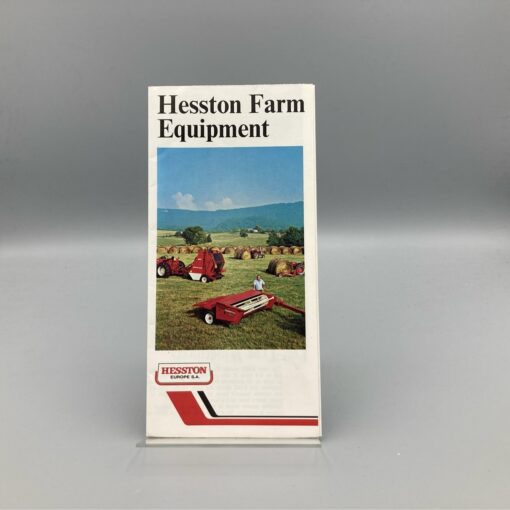 Hesston Farm
Equipment
HESSTON
EUROPE S.A.